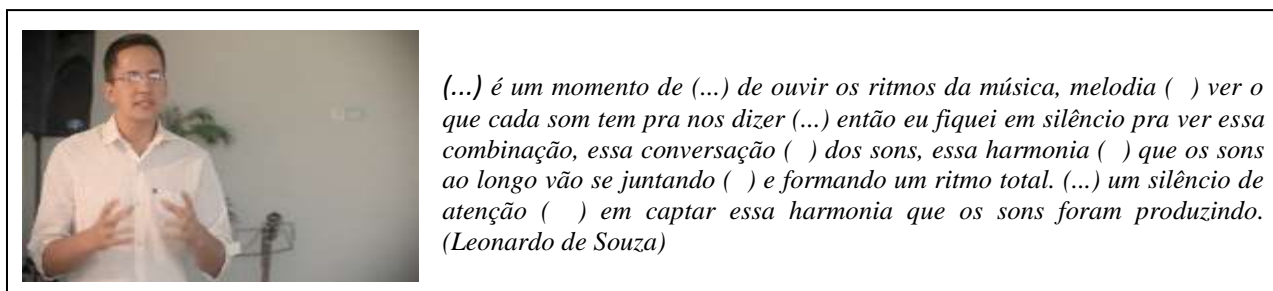 (...) é um momento de (...) de ouvir os ritmos da música, melodia ( ) ver o
que cada som tem pra nos dizer (...) então eu fiquei em silêncio pra ver essa
combinação, essa conversação ( ) dos sons, essa harmonia ( ) que os sons
ao longo vão se juntando ( ) e formando um ritmo total. (...) um silêncio de
atenção ( ) em captar essa harmonia que os sons foram produzindo.
(Leonardo de Souza)